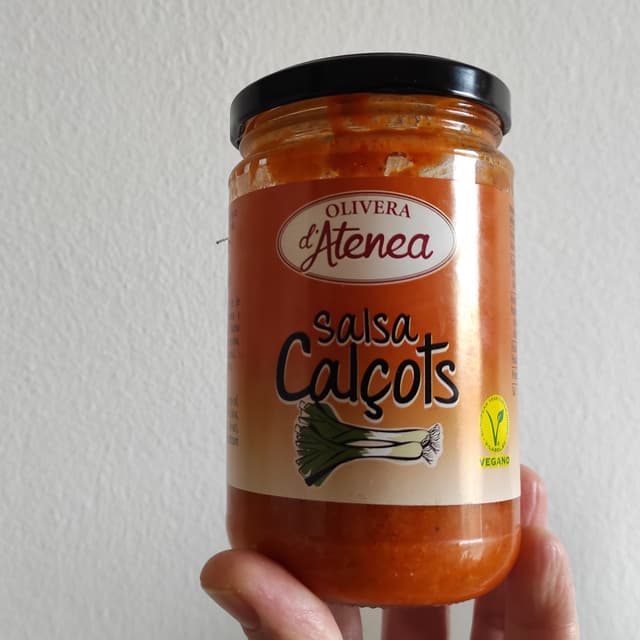 OLIVERA
d'Atenea
Salsa
Calçots
VEGANO